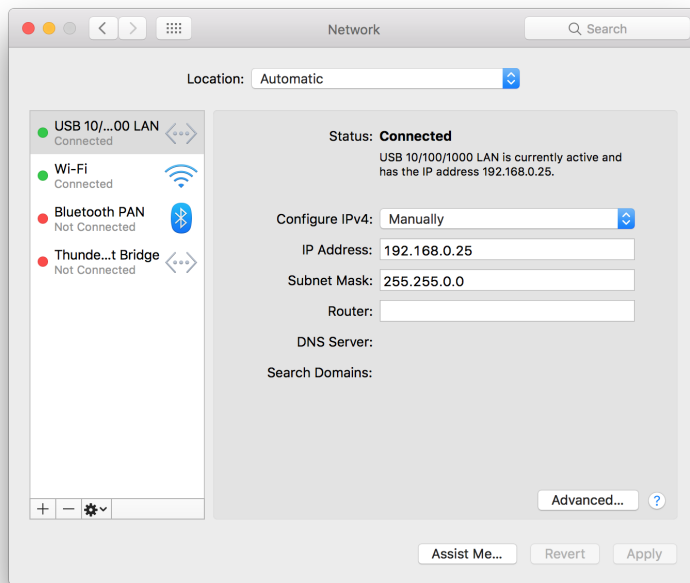 Network
Search
Location: Automatic
USB 10/...00 LAN
Connected
Wi-Fi
Connected
Bluetooth PAN
Not Connected
Thunde...t Bridge
Not Connected
Status: Connected
USB 10/100/1000 LAN is currently active and
has the IP address 192.168.0.25.
Configure IPv4: Manually
IP Address: 192.168.0.25
Subnet Mask: 255.255.0.0
Router:
DNS Server:
Search Domains:
Advanced... ?
Assist Me... Revert Apply